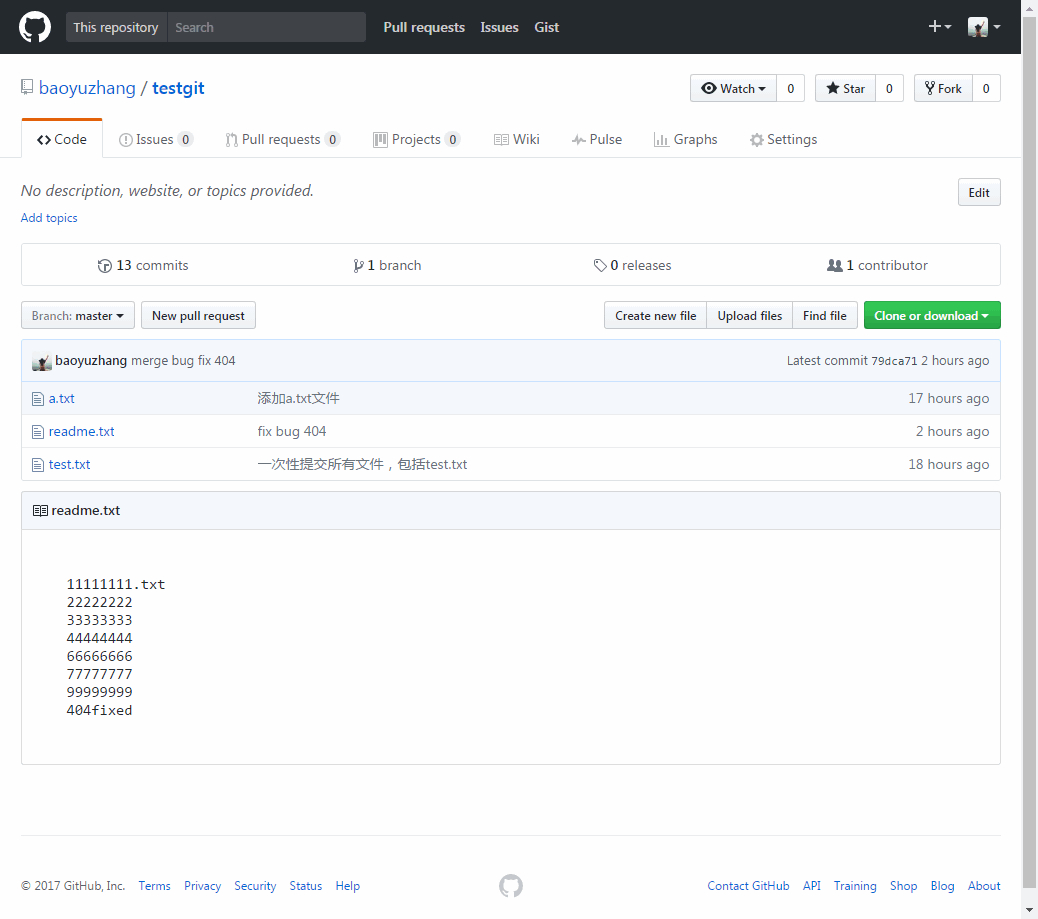 This repository Search Pull requests Issues Gist
baoyuzhang / testgit Watch 0 Star 0 Fork 0
Code Issues 0 Pull requests 0 Projects 0 Wiki Pulse Graphs Settings
No description, website, or topics provided. Edit
Add topics
13 commits 1 branch 0 releases 1 contributor
Branch: master New pull request Create new file Upload files Find file Clone or download
baoyuzhang merge bug fix 404 Latest commit 79dca71 2 hours ago
a.txt 添加a.txt文件 17 hours ago
readme.txt fix bug 404 2 hours ago
test.txt 一次性提交所有文件，包括test.txt 18 hours ago
readme.txt
11111111.txt
22222222
33333333
44444444
66666666
77777777
99999999
404fixed
© 2017 GitHub, Inc. Terms Privacy Security Status Help Contact GitHub API Training Shop Blog About